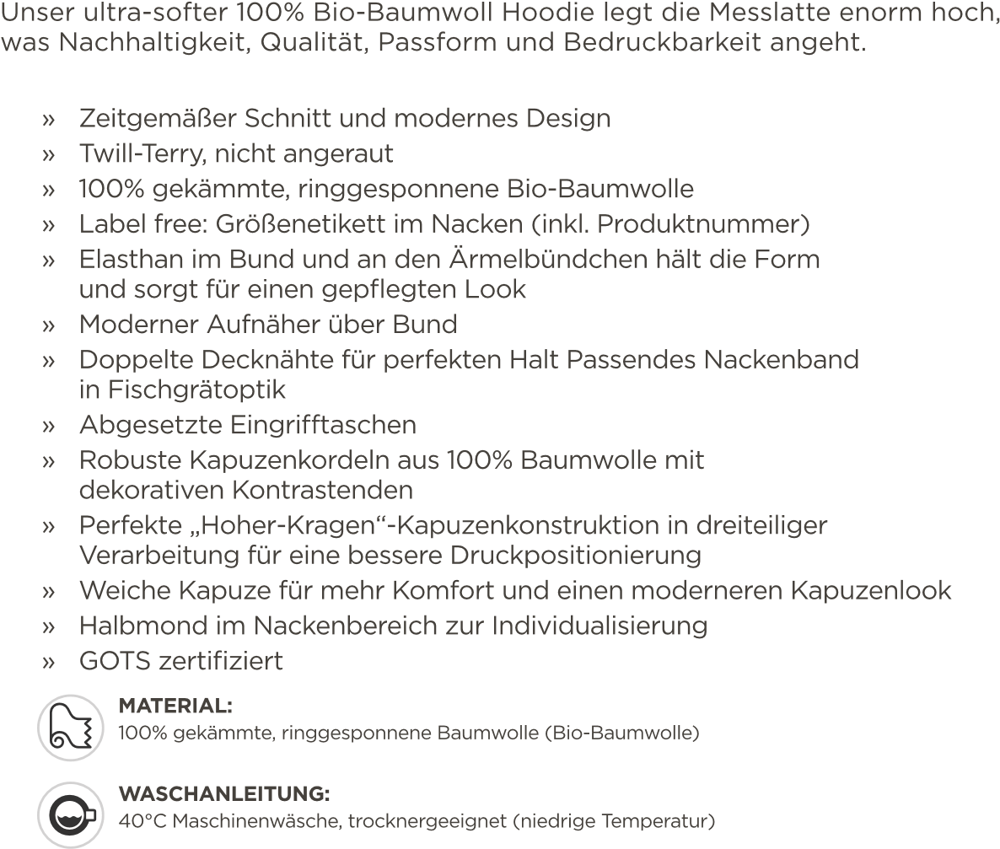 Unser ultra-softer 100% Bio-Baumwoll Hoodie legt die Messlatte enorm hoch,
was Nachhaltigkeit, Qualität, Passform und Bedruckbarkeit angeht.
» Zeitgemäßer Schnitt und modernes Design
» Twill-Terry, nicht angeraut
» 100% gekämmte, ringgesponnene Bio-Baumwolle
» Label free: Größenetikett im Nacken (inkl. Produktnummer)
» Elasthan im Bund und an den Ärmelbündchen hält die Form
und sorgt für einen gepflegten Look
» Moderner Aufnäher über Bund
» Doppelte Decknähte für perfekten Halt Passendes Nackenband
in Fischgrätoptik
» Abgesetzte Eingrifftaschen
» Robuste Kapuzenkordeln aus 100% Baumwolle mit
dekorativen Kontrastenden
» Perfekte „Hoher-Kragen“-Kapuzenkonstruktion in dreiteiliger
Verarbeitung für eine bessere Druckpositionierung
» Weiche Kapuze für mehr Komfort und einen moderneren Kapuzenlook
» Halbmond im Nackenbereich zur Individualisierung
» GOTS zertifiziert
MATERIAL:
100% gekämmte, ringgesponnene Baumwolle (Bio-Baumwolle)
WASCHANLEITUNG:
40°C Maschinenwäsche, trocknergeeignet (niedrige Temperatur)